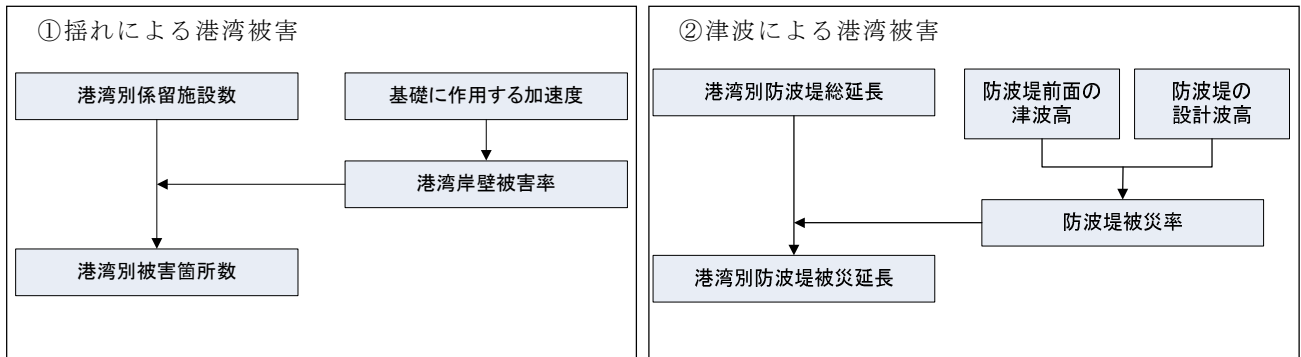 ①揺れによる港湾被害
港湾別係留施設数
基礎に作用する加速度
港湾岸壁被害率
港湾別被害箇所数
②津波による港湾被害
港湾別防波堤総延長
防波堤前面の
津波高
防波堤の
設計波高
防波堤被災率
港湾別防波堤被災延長